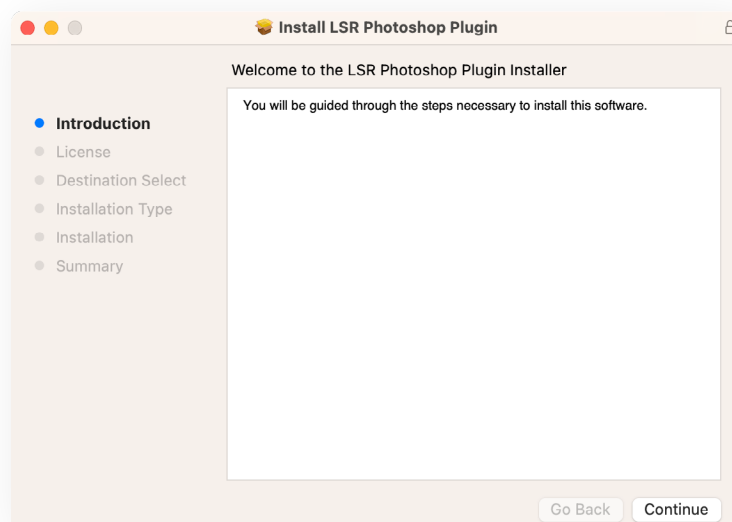 Install LSR Photoshop Plugin
Welcome to the LSR Photoshop Plugin Installer
Introduction
License
Destination Select
Installation Type
Installation
Summary
You will be guided through the steps necessary to install this software.
Go Back
Continue